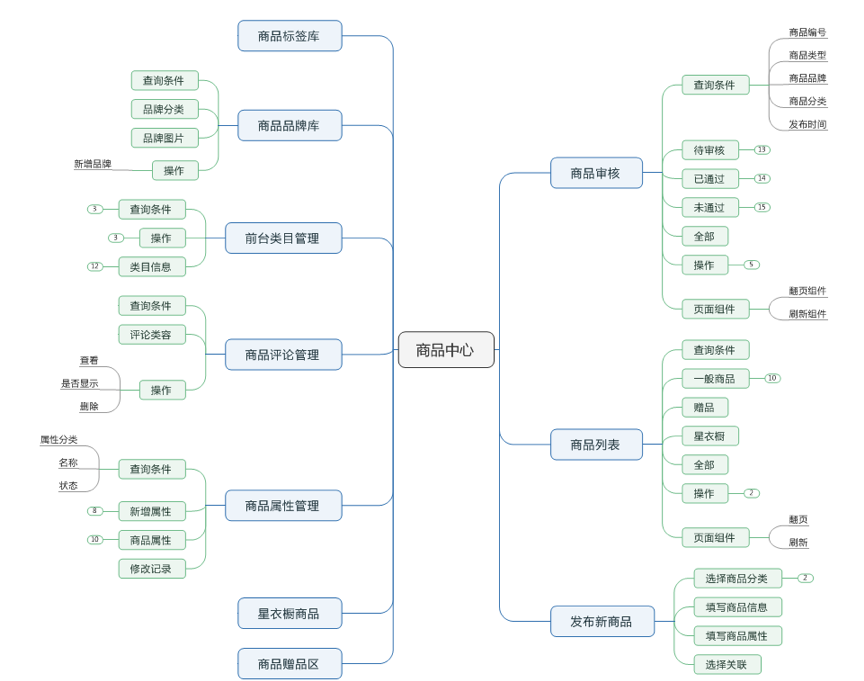 商品中心
商品标签库
商品品牌库
查询条件
品牌分类
品牌图片
操作
新增品牌
前台类目管理
查询条件
3
操作
3
类目信息
12
商品评论管理
查询条件
评论类容
操作
查看
是否显示
删除
商品属性管理
查询条件
属性分类
名称
状态
新增属性
8
商品属性
10
修改记录
星衣橱商品
商品赠品区
商品审核
查询条件
商品编号
商品类型
商品品牌
商品分类
发布时间
待审核
13
已通过
14
未通过
15
全部
操作
5
页面组件
翻页组件
刷新组件
商品列表
查询条件
一般商品
10
赠品
星衣橱
全部
操作
2
页面组件
翻页
刷新
发布新商品
选择商品分类
2
填写商品信息
填写商品属性
选择关联